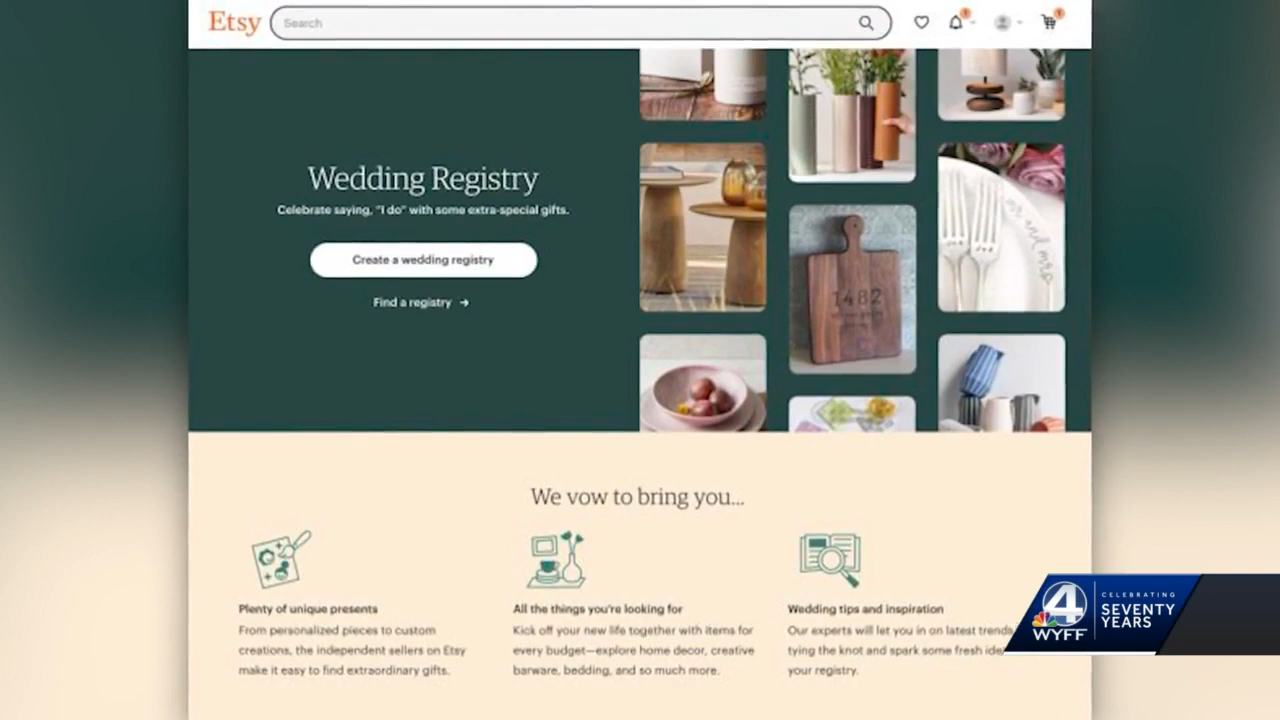 Etsy
Search
1
1
Wedding Registry
Celebrate saying, "I do" with some extra-special gifts.
Create a wedding registry
Find a registry →
mr and mrs
1482
We vow to bring you...
Plenty of unique presents
From personalized pieces to custom
creations, the independent sellers on Etsy
make it easy to find extraordinary gifts.
All the things you're looking for
Kick off your new life together with items for
every budget—explore home decor, creative
barware, bedding, and so much more.
Wedding tips and inspiration
Our experts will let you in on latest trends
tying the knot and spark some fresh
your registry.
4
WYFF
CELEBRATING
SEVENTY
YEARS